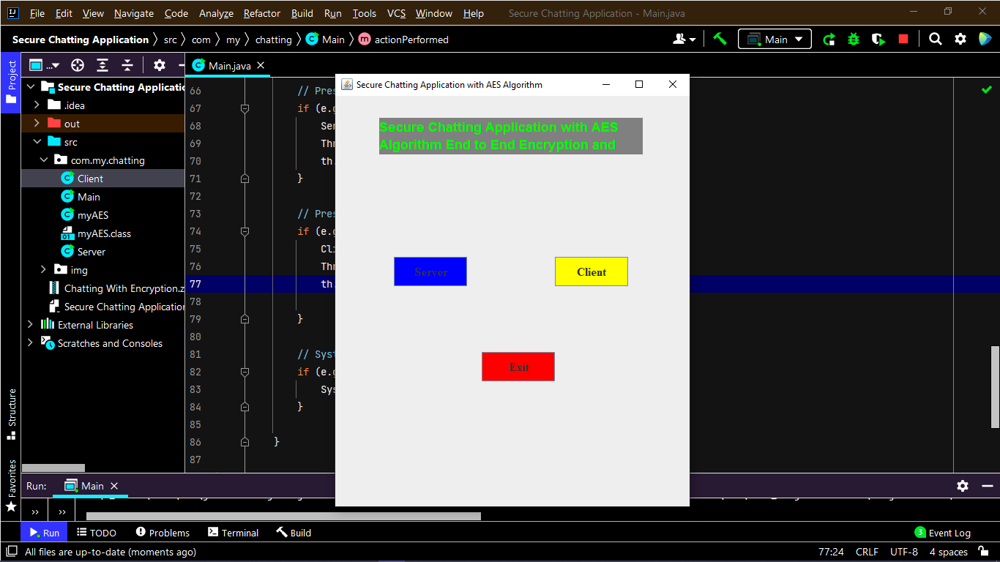 File Edit View Navigate Code Analyze Refactor Build Run Tools VCS Window Help Secure Chatting Application - Main.java
Secure Chatting Application src com my chatting Main actionPerformed Main
Project
...
Main.java
Secure Chatting Applicatio
.idea
out
src
com.my.chatting
Client
Main
myAES
myAES.class
Server
img
Chatting With Encryption.z
Secure Chatting Application
External Libraries
Scratches and Consoles
66 // Pres
67 if (e.g
68 Ser
69 Thr
70 th.
71 }
72
73 // Pres
74 if (e.g
75 Cli
76 Thr
77 th.
78
79 }
80
81 // Syst
82 if (e.g
83 Sys
84 }
85
86 }
87
Secure Chatting Application with AES Algorithm
Secure Chatting Application with AES
Algorithm End to End Encryption and
Server
Client
Exit
Structure
Favorites
Run: Main
Run TODO Problems Terminal Build 3 Event Log
All files are up-to-date (moments ago) 77:24 CRLF UTF-8 4 spaces